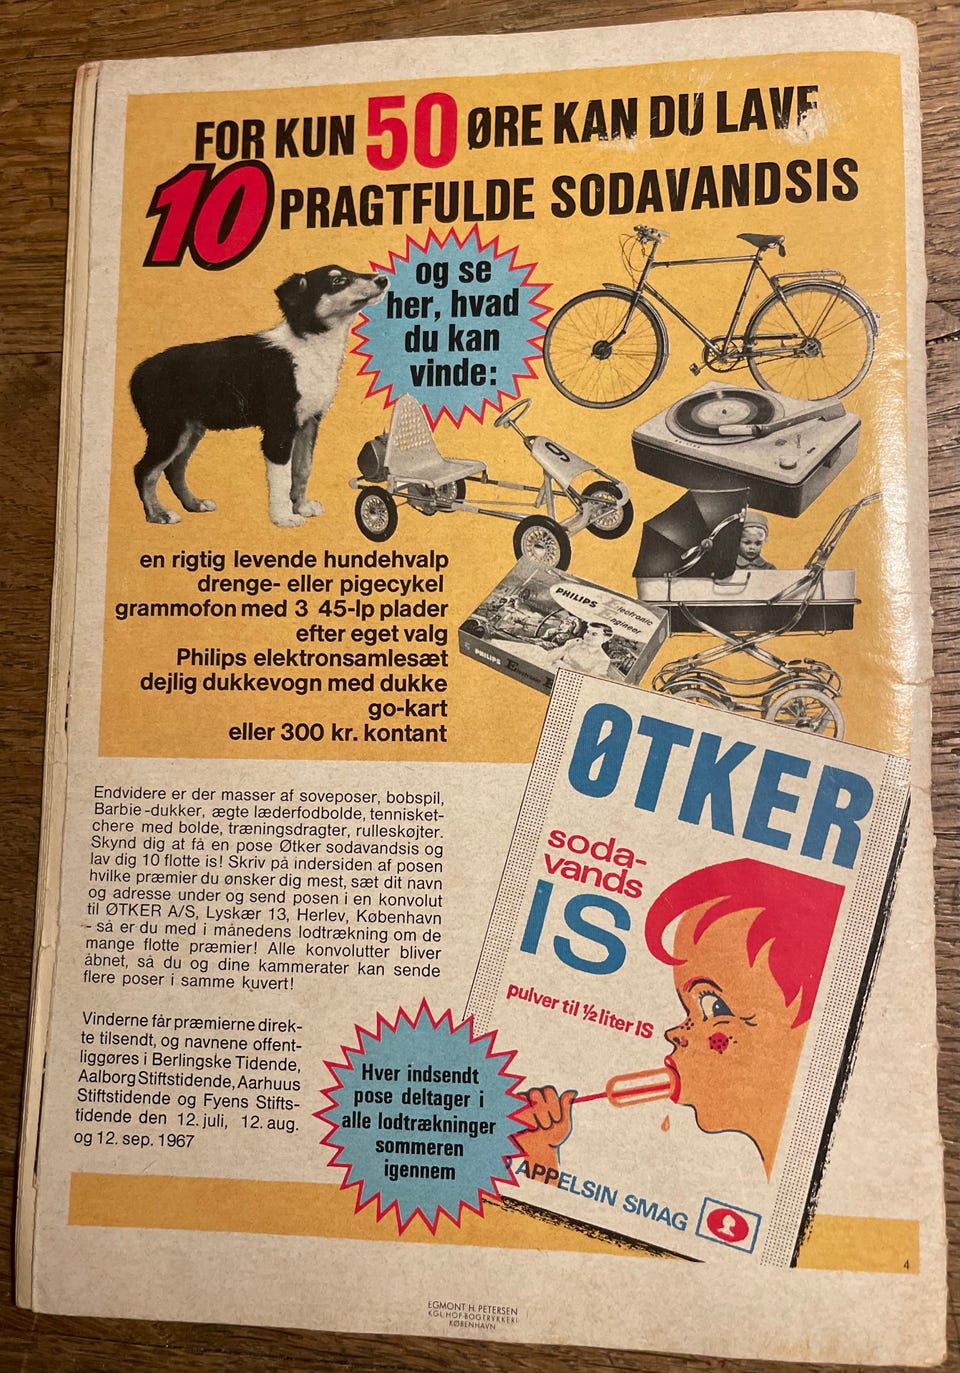 FOR KUN 50 ØRE KAN DU LAVE
10 PRAGTFULDE SODAVANDSIS
og se
her, hvad
du kan
vinde:
9
PHILIPS
PHILIPS Electronic
Engineer
PHILIPS
en rigtig levende hundehvalp
drenge- eller pigecykel
grammofon med 3 45-lp plader
efter eget valg
Philips elektronsamlesæt
dejlig dukkevogn med dukke
go-kart
eller 300 kr. kontant
Endvidere er der masser af soveposer, bobspil,
Barbie-dukker, ægte læderfodbolde, tennisket-
chere med bolde, træningsdragter, rulleskøjter.
Skynd dig at få en pose Øtker sodavandsis og
lav dig 10 flotte is! Skriv på indersiden af posen
hvilke præmier du ønsker dig mest, sæt dit navn
og adresse under og send posen i en konvolut
til ØTKER A/S, Lyskær 13, Herlev, København
- så er du med i månedens lodtrækning om de
mange flotte præmier! Alle konvolutter bliver
åbnet, så du og dine kammerater kan sende
flere poser i samme kuvert!
Vinderne får præmierne direk-
te tilsendt, og navnene offent-
liggøres i Berlingske Tidende,
Aalborg Stiftstidende, Aarhuus
Stiftstidende og Fyens Stifts-
tidende den 12. juli, 12. aug.
og 12. sep. 1967
ØTKER
soda-
vands
IS
pulver til ½ liter IS
APPELSIN SMAG
Hver indsendt
pose deltager i
alle lodtrækninger
sommeren
igennem
4
EGMONT H. PETERSEN
KGL. HOF-BOGTRYKKERI
KØBENHAVN